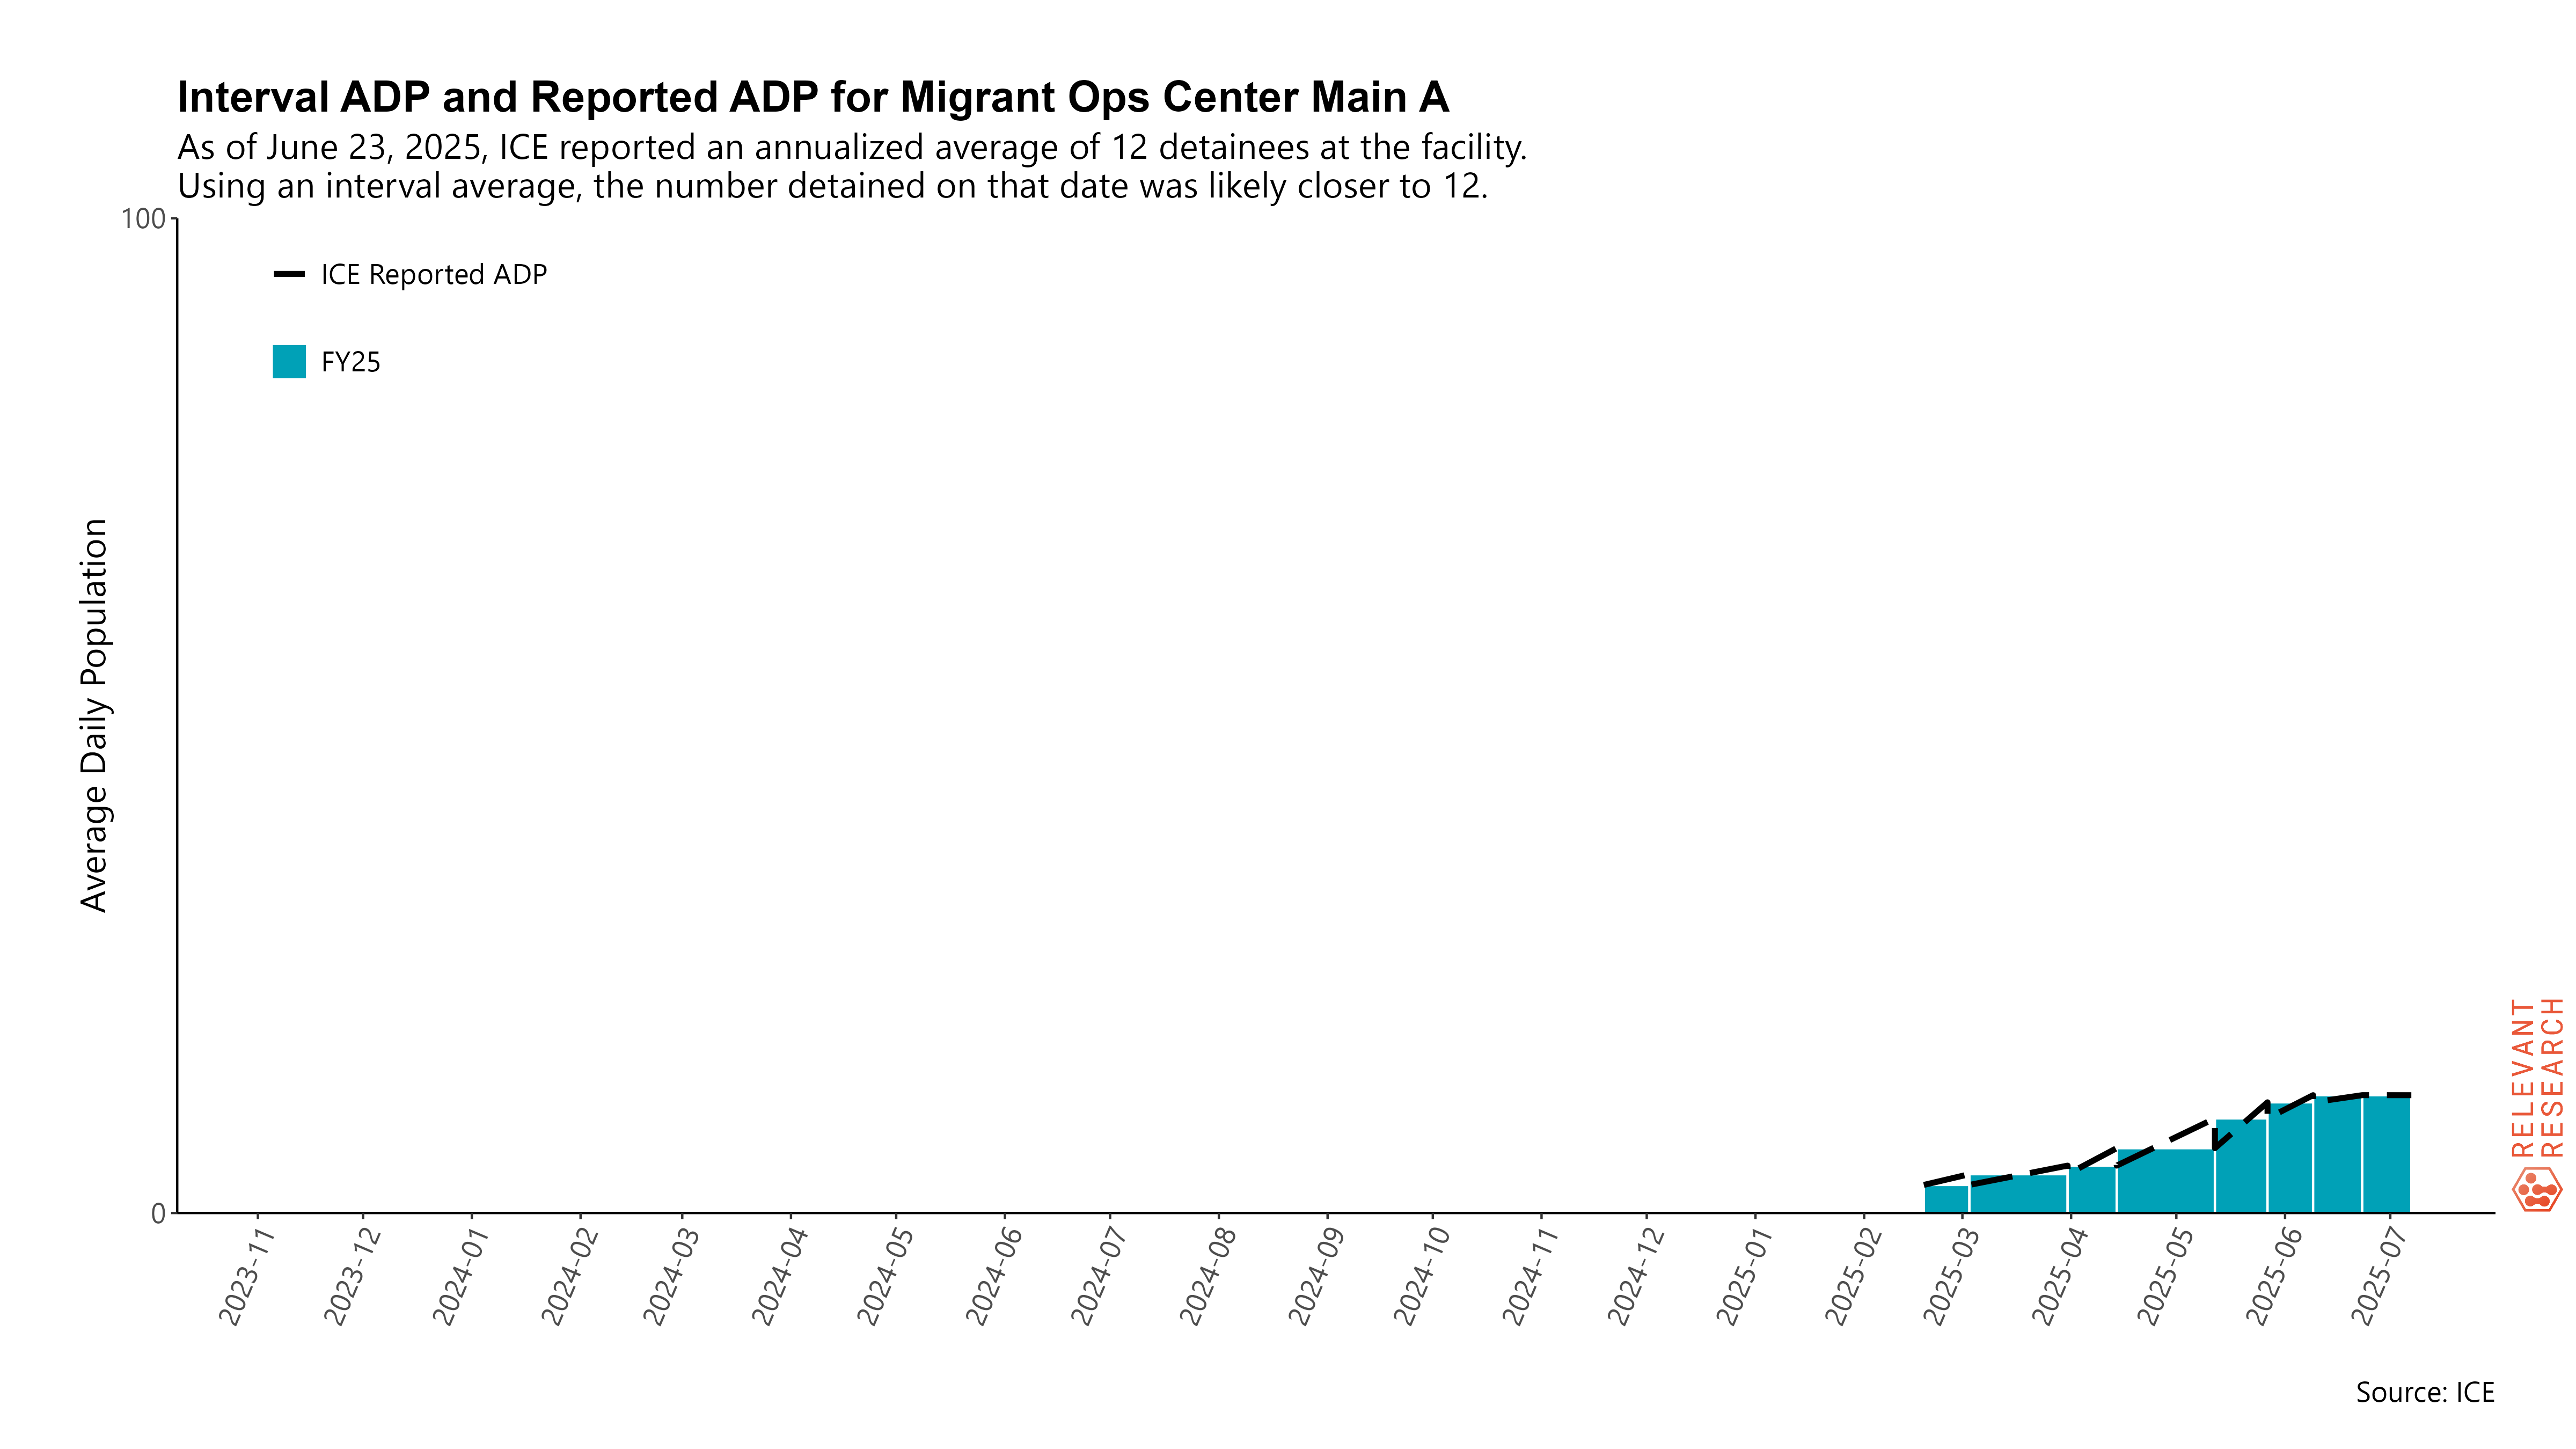 Interval ADP and Reported ADP for Migrant Ops Center Main A
As of June 23, 2025, ICE reported an annualized average of 12 detainees at the facility.
Using an interval average, the number detained on that date was likely closer to 12.
100
ICE Reported ADP
FY25
Average Daily Population
0
2023-11
2023-12
2024-01
2024-02
2024-03
2024-04
2024-05
2024-06
2024-07
2024-08
2024-09
2024-10
2024-11
2024-12
2025-01
2025-02
2025-03
2025-04
2025-05
2025-06
2025-07
RELEVANT
RESEARCH
Source: ICE